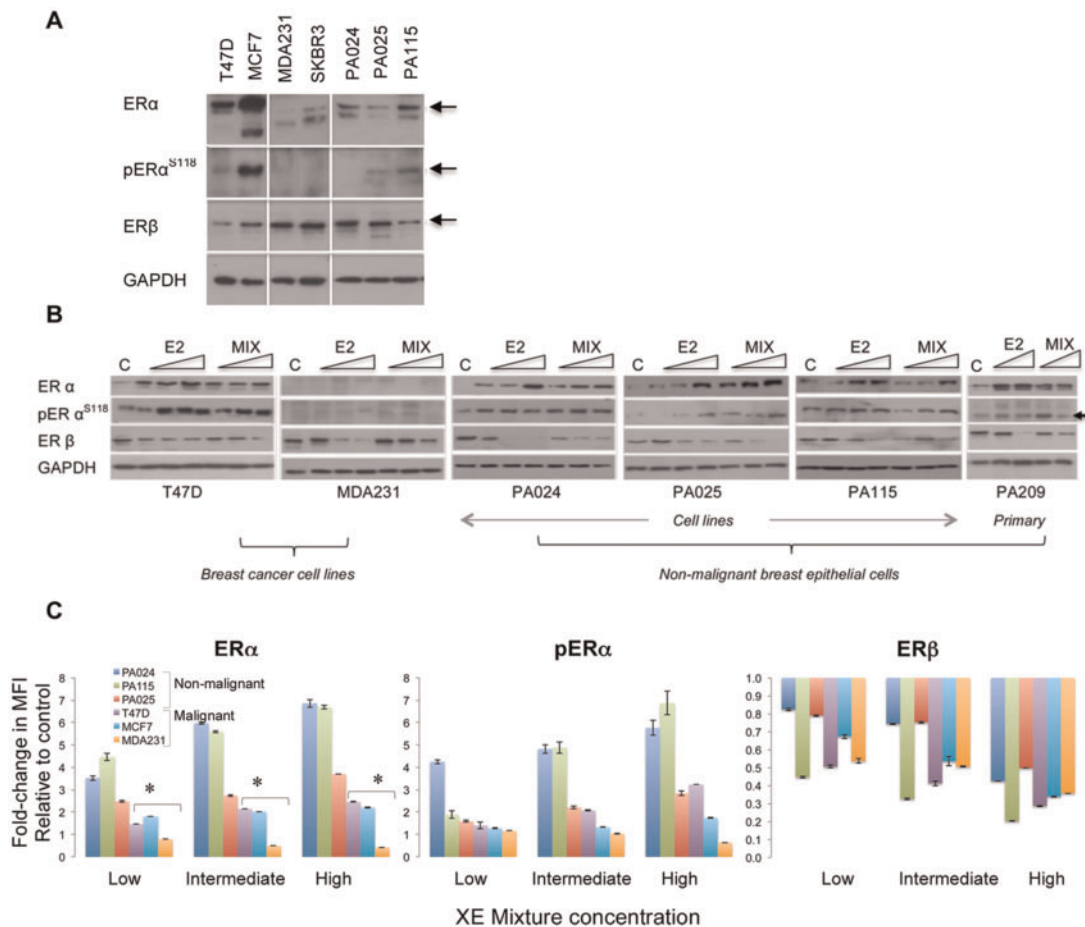 A
T47D MCF7 MDA231 SKBR3 PA024 PA025 PA115
ERα
pERα^S118
ERβ
GAPDH
B
C E2 MIX C E2 MIX C E2 MIX C E2 MIX C E2 MIX C E2 MIX
ER α
pER α^S118
ER β
GAPDH
T47D MDA231 PA024 PA025 PA115 PA209
Cell lines Primary
Breast cancer cell lines Non-malignant breast epithelial cells
C
ERα pERα ERβ
Fold-change in MFI
Relative to control
8
7
6
5
4
3
2
1
0
PA024
PA115
PA025
Non-malignant
T47D
MCF7
MDA231
Malignant
* * *
Low Intermediate High
8
7
6
5
4
3
2
1
0
Low Intermediate High
1.0
0.9
0.8
0.7
0.6
0.5
0.4
0.3
0.2
0.1
0.0
Low Intermediate High
XE Mixture concentration